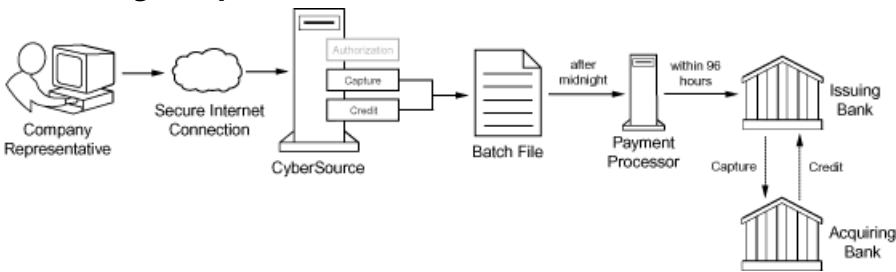 Authorization
Capture
Credit
after
midnight
within 96
hours
Issuing
Bank
Company
Representative
Secure Internet
Connection
CyberSource
Batch File
Payment
Processor
Capture
Credit
Acquiring
Bank